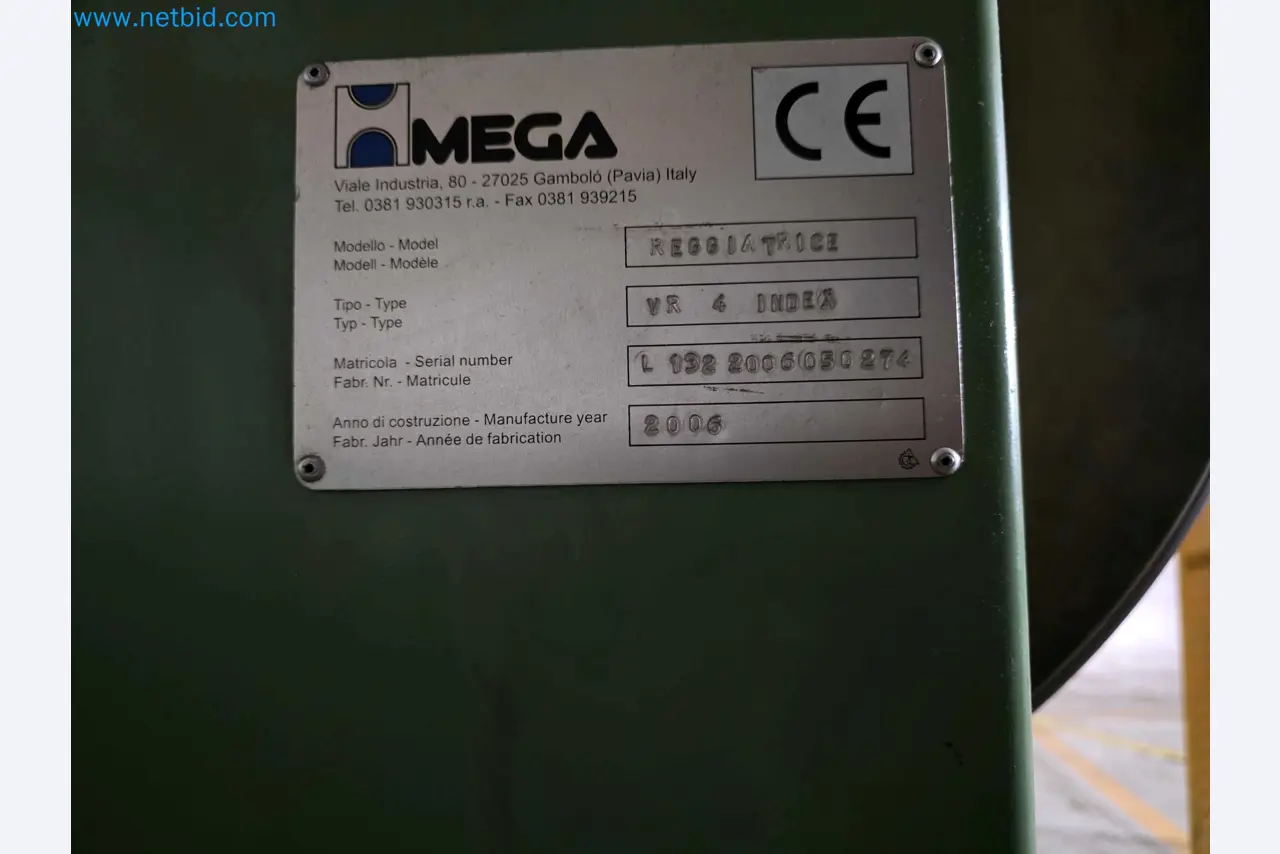 www.netbid.com
MEGA
CE
Viale Industria, 80 - 27025 Gamboló (Pavia) Italy
Tel. 0381 930315 r.a. - Fax 0381 939215
Modello - Model
Modell - Modèle
REGGIATRICE
Tipo - Type
Typ - Type
VR 4 INDEX
Matricola - Serial number
Fabr. Nr. - Matricule
L 132 2006/050274
Anno di costruzione - Manufacture year
Fabr. Jahr - Année de fabrication
2006